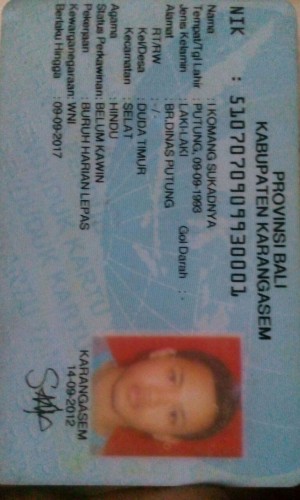 PROVINSI BALI
KABUPATEN KARANGASEM
NIK : 5107070909930001
Nama : I KOMANG SUKADNYA
Tempat/Tgl Lahir : PUTUNG, 09-09-1993
Jenis Kelamin : LAKI-LAKI Gol Darah : -
Alamat : BR.DINAS PUTUNG
RT/RW : -/-
Kel/Desa : DUDA TIMUR
Kecamatan : SELAT
Agama : HINDU
Status Perkawinan: BELUM KAWIN
Pekerjaan : BURUH HARIAN LEPAS
Kewarganegaraan: WNI
Berlaku Hingga : 09-09-2017
KARANGASEM
14-09-2012